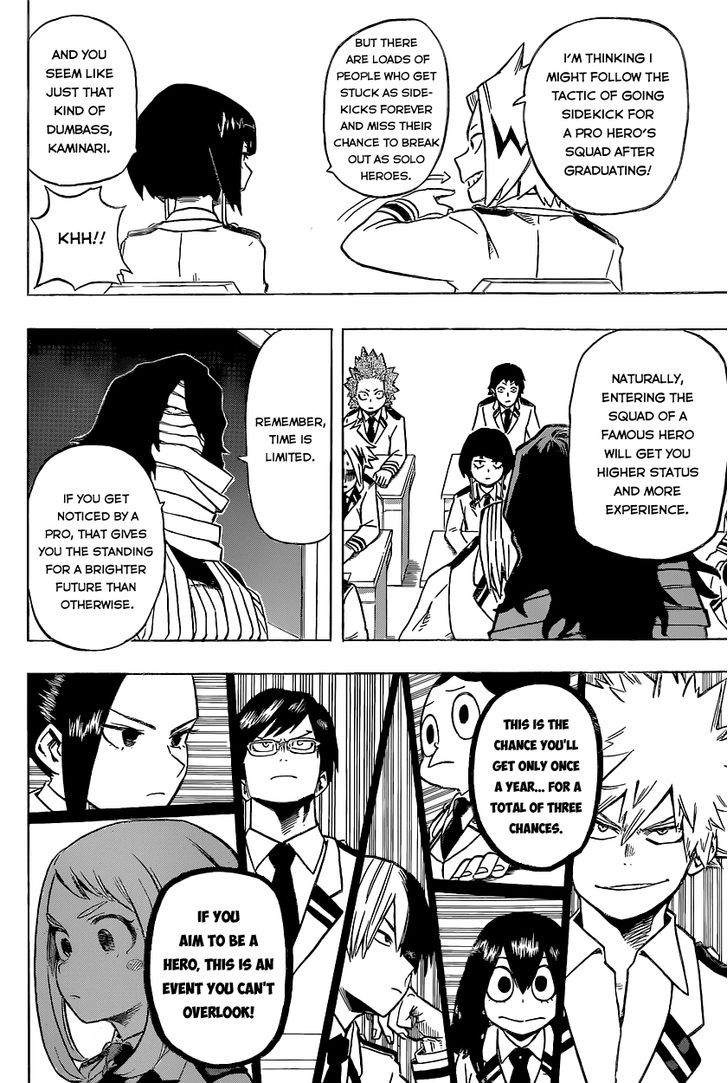 I'M THINKING I
MIGHT FOLLOW THE
TACTIC OF GOING
SIDEKICK FOR
A PRO HERO'S
SQUAD AFTER
GRADUATING!
BUT THERE
ARE LOADS OF
PEOPLE WHO GET
STUCK AS SIDE-
KICKS FOREVER
AND MISS THEIR
CHANCE TO BREAK
OUT AS SOLO
HEROES.
AND YOU
SEEM LIKE
JUST THAT
KIND OF
DUMBASS,
KAMINARI.
KHH!!
NATURALLY,
ENTERING THE
SQUAD OF A
FAMOUS HERO
WILL GET YOU
HIGHER STATUS
AND MORE
EXPERIENCE.
REMEMBER,
TIME IS
LIMITED.
IF YOU GET
NOTICED BY A
PRO, THAT GIVES
YOU THE STANDING
FOR A BRIGHTER
FUTURE THAN
OTHERWISE.
THIS IS THE
CHANCE YOU'LL
GET ONLY ONCE
A YEAR... FOR A
TOTAL OF THREE
CHANCES.
IF YOU
AIM TO BE A
HERO, THIS IS AN
EVENT YOU CAN'T
OVERLOOK!